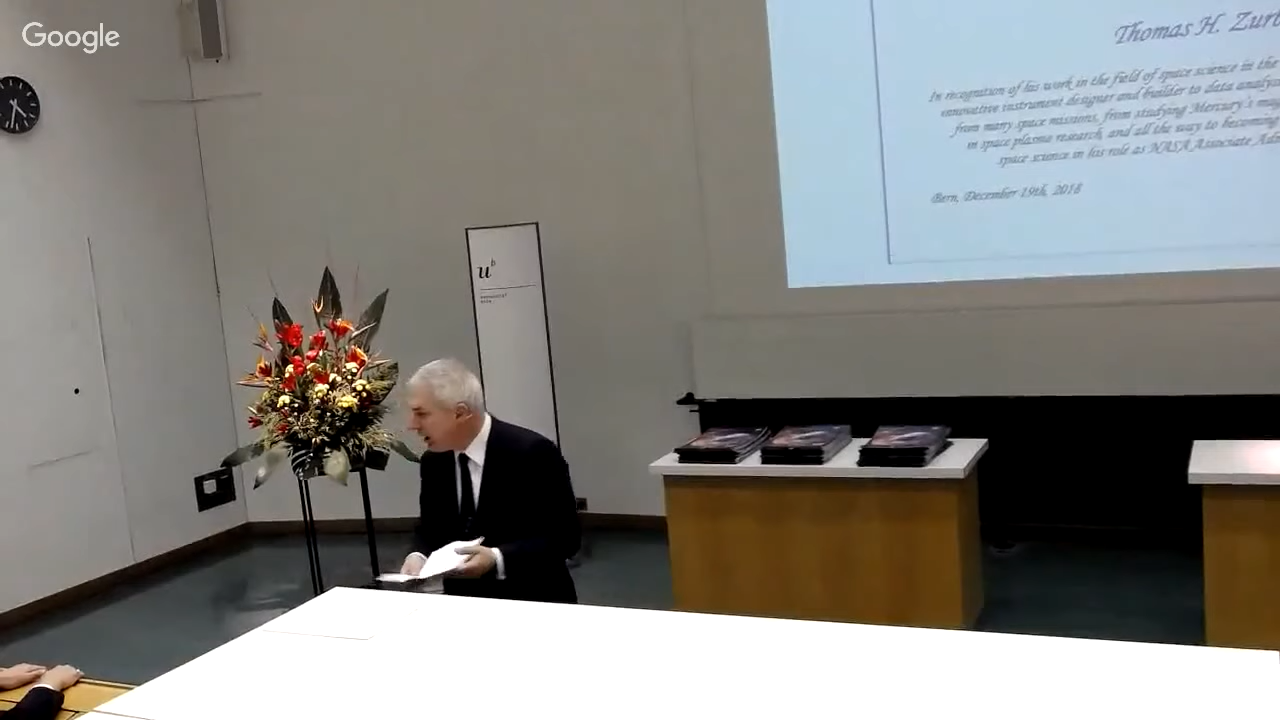 Google
Thomas H. Zurb
In recognition of his work in the field of space science in the
innovative instrument designer and builder to data analys
from many space missions, from studying Mercury's mag
in space plasma research, and all the way to becoming
space science in his role as NASA Associate Adm
Bern, December 19th, 2018
u
b